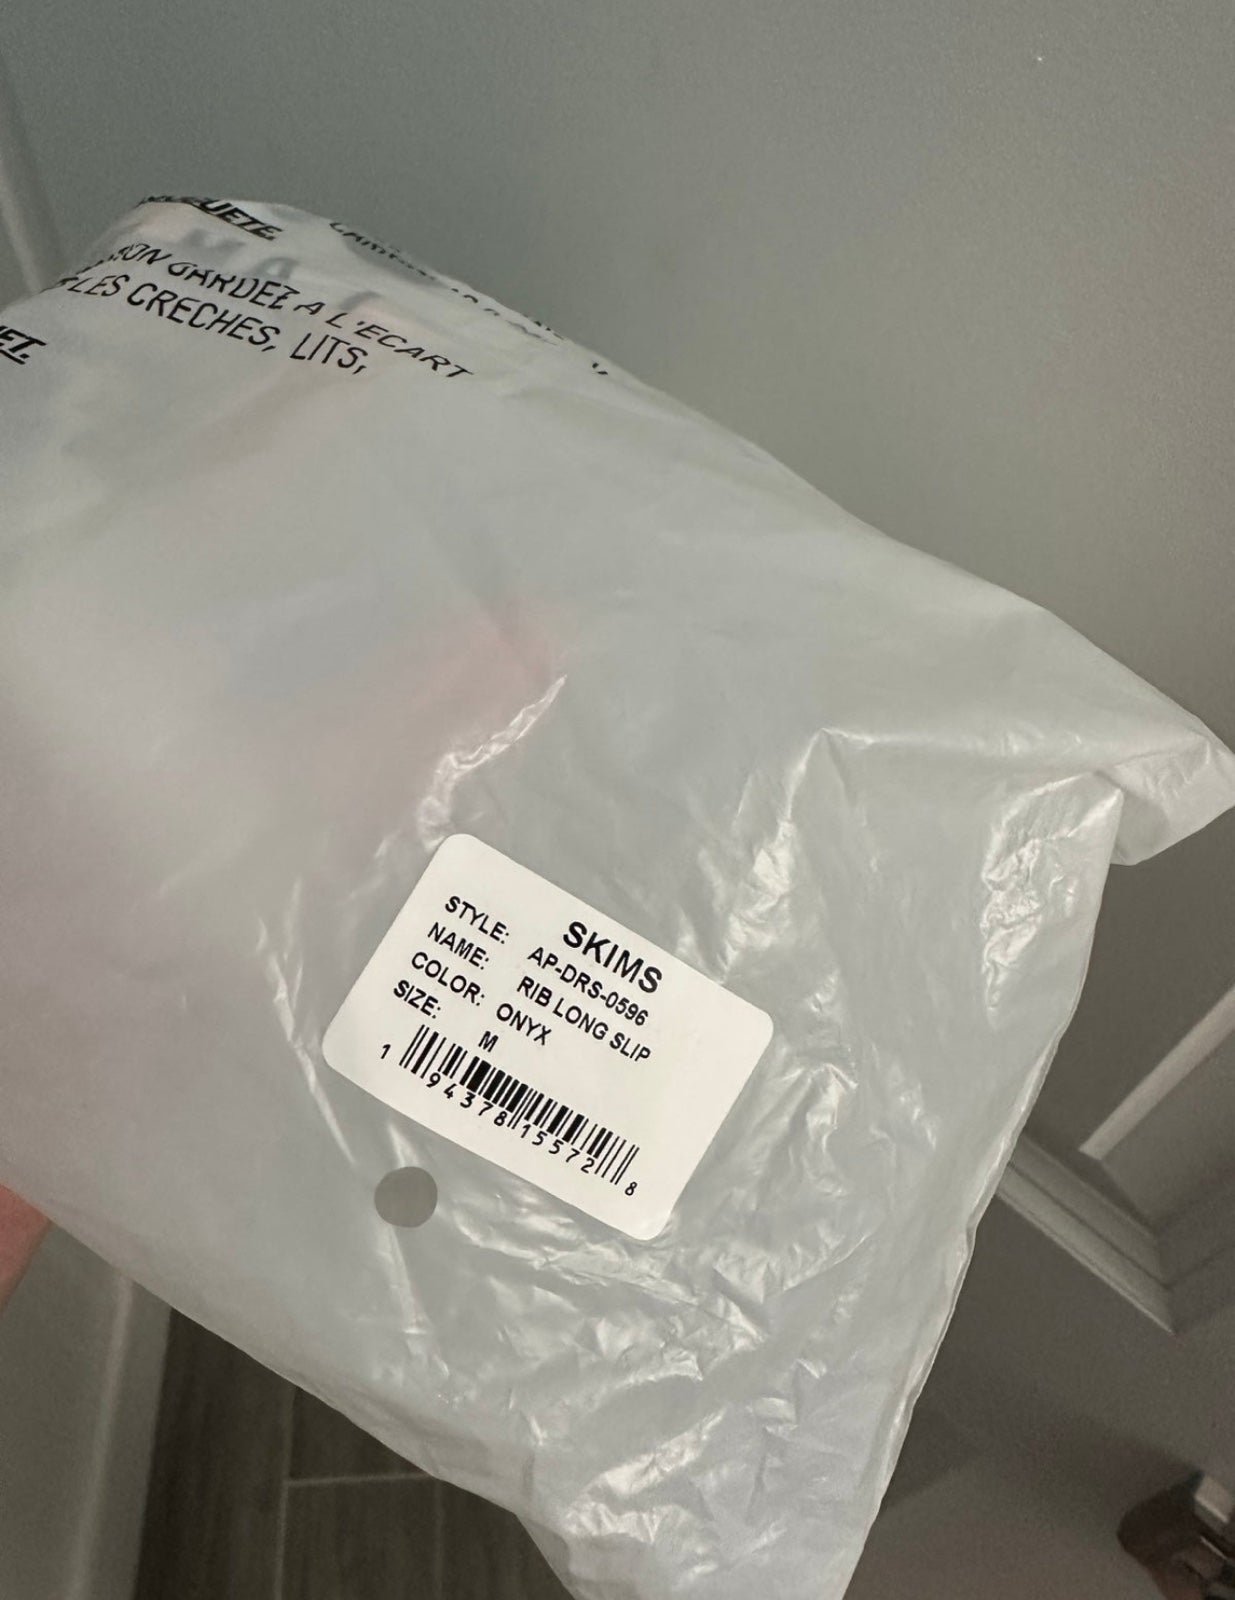 GARDEZ A L'ECART
LES CRECHES, LITS,
SKIMS
STYLE: AP-DRS-0596
NAME: RIB LONG SLIP
COLOR: ONYX
SIZE: M
1 94378 15572 8